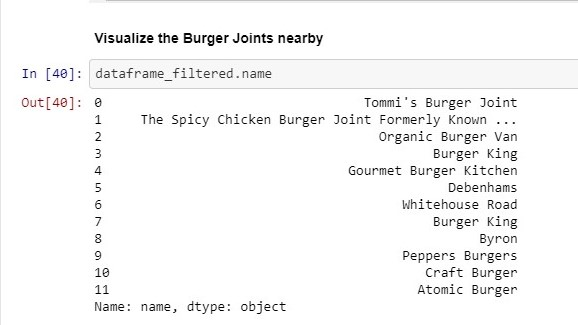 Visualize the Burger Joints nearby
In [40]: dataframe_filtered.name
Out[40]: 0 Tommi's Burger Joint
1 The Spicy Chicken Burger Joint Formerly Known ...
2 Organic Burger Van
3 Burger King
4 Gourmet Burger Kitchen
5 Debenhams
6 Whitehouse Road
7 Burger King
8 Byron
9 Peppers Burgers
10 Craft Burger
11 Atomic Burger
Name: name, dtype: object